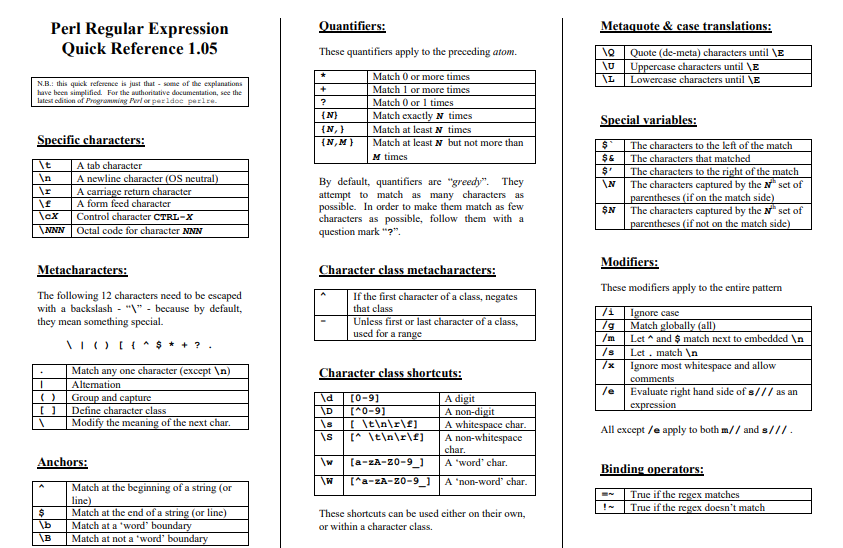 Perl Regular Expression
Quick Reference 1.05
N.B.: this quick reference is just that - some of the explanations
have been simplified. For the authoritative documentation, see the
latest edition of Programming Perl or perldoc perlre.
Specific characters:
\t A tab character
\n A newline character (OS neutral)
\r A carriage return character
\f A form feed character
\cX Control character CTRL-X
\NNN Octal code for character NNN
Metacharacters:
The following 12 characters need to be escaped
with a backslash - “\” - because by default,
they mean something special.
\ | ( ) [ { ^ $ * + ? .
. Match any one character (except \n)
| Alternation
( ) Group and capture
[ ] Define character class
\ Modify the meaning of the next char.
Anchors:
^ Match at the beginning of a string (or
line)
$ Match at the end of a string (or line)
\b Match at a ‘word’ boundary
\B Match at not a ‘word’ boundary
Quantifiers:
These quantifiers apply to the preceding atom.
* Match 0 or more times
+ Match 1 or more times
? Match 0 or 1 times
{N} Match exactly N times
{N,} Match at least N times
{N,M} Match at least N but not more than
M times
By default, quantifiers are “greedy”. They
attempt to match as many characters as
possible. In order to make them match as few
characters as possible, follow them with a
question mark “?”.
Character class metacharacters:
^ If the first character of a class, negates
that class
- Unless first or last character of a class,
used for a range
Character class shortcuts:
\d [0-9] A digit
\D [^0-9] A non-digit
\s [ \t\n\r\f] A whitespace char.
\S [^ \t\n\r\f] A non-whitespace
char.
\w [a-zA-Z0-9_] A ‘word’ char.
\W [^a-zA-Z0-9_] A ‘non-word’ char.
These shortcuts can be used either on their own,
or within a character class.
Metaquote & case translations:
\Q Quote (de-meta) characters until \E
\U Uppercase characters until \E
\L Lowercase characters until \E
Special variables:
$` The characters to the left of the match
$& The characters that matched
$’ The characters to the right of the match
\N The characters captured by the Nth set of
parentheses (if on the match side)
$N The characters captured by the Nth set of
parentheses (if not on the match side)
Modifiers:
These modifiers apply to the entire pattern
/i Ignore case
/g Match globally (all)
/m Let ^ and $ match next to embedded \n
/s Let . match \n
/x Ignore most whitespace and allow
comments
/e Evaluate right hand side of s/// as an
expression
All except /e apply to both m// and s/// .
Binding operators:
=~ True if the regex matches
!~ True if the regex doesn’t match